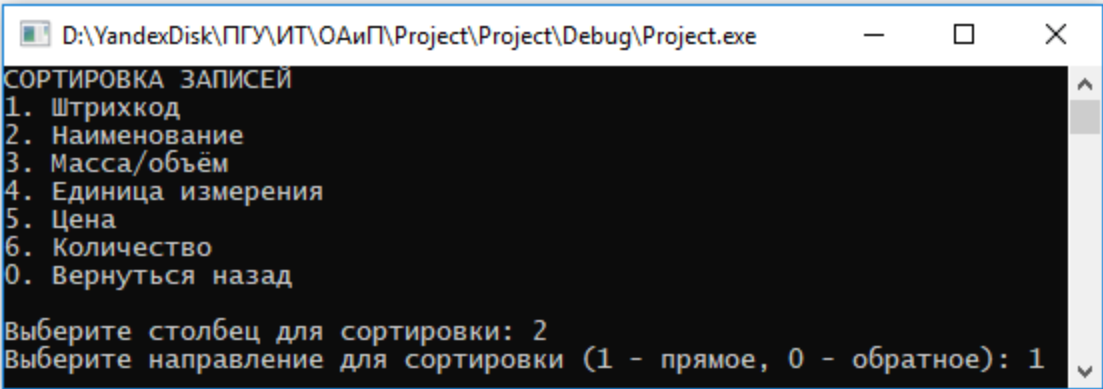 D:\YandexDisk\ПГУ\ИТ\ОАиП\Project\Project\Debug\Project.exe
СОРТИРОВКА ЗАПИСЕЙ
1. Штрихкод
2. Наименование
3. Масса/объём
4. Единица измерения
5. Цена
6. Количество
0. Вернуться назад
Выберите столбец для сортировки: 2
Выберите направление для сортировки (1 - прямое, 0 - обратное): 1